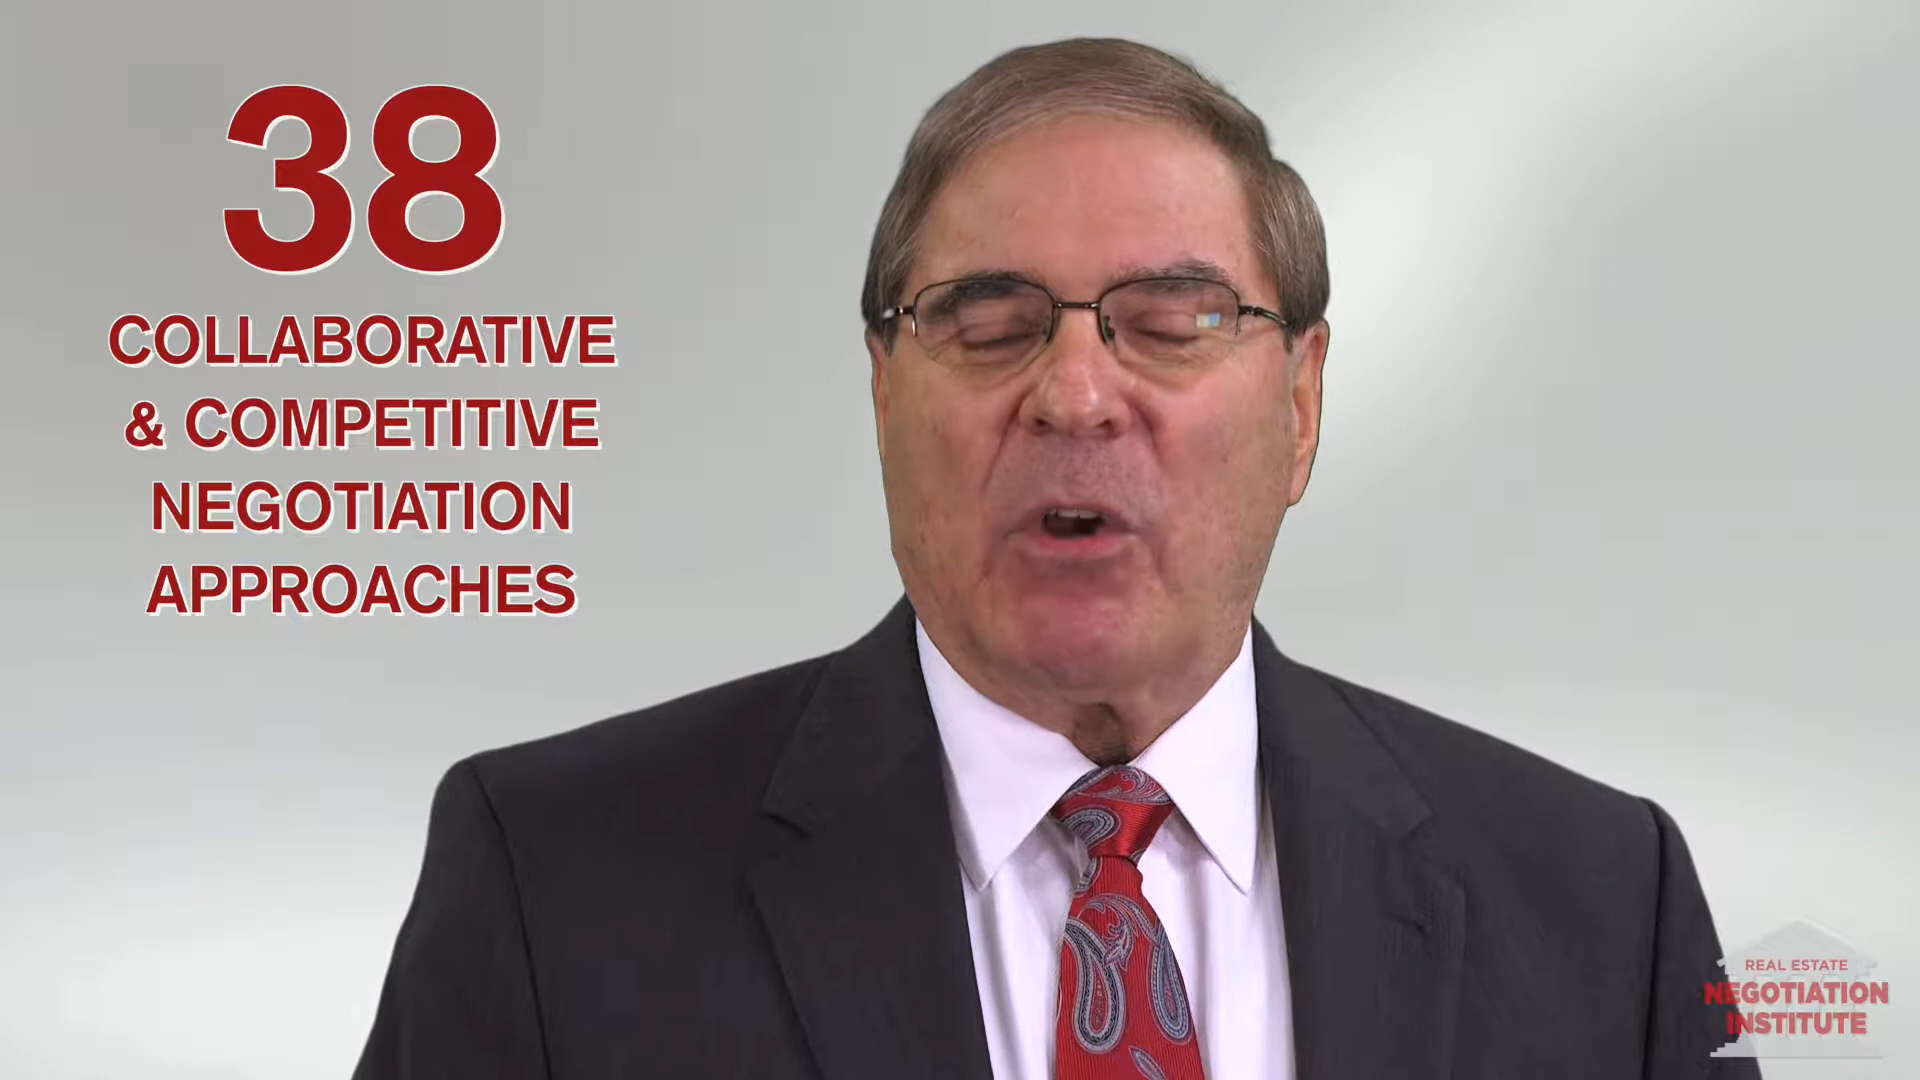 38
COLLABORATIVE
& COMPETITIVE
NEGOTIATION
APPROACHES
REAL ESTATE
NEGOTIATION
INSTITUTE